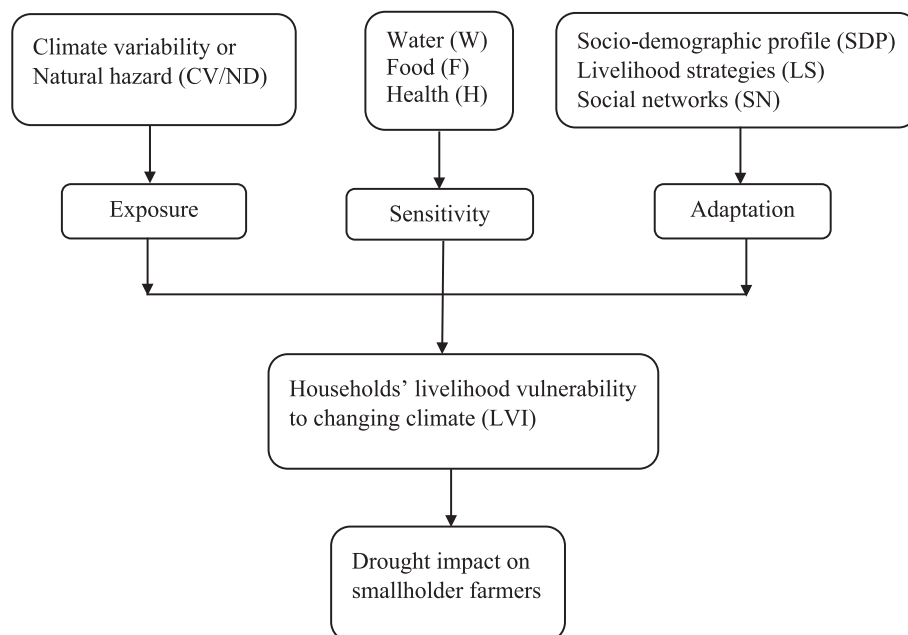 Climate variability or
Natural hazard (CV/ND)
Water (W)
Food (F)
Health (H)
Socio-demographic profile (SDP)
Livelihood strategies (LS)
Social networks (SN)
Exposure
Sensitivity
Adaptation
Households’ livelihood vulnerability
to changing climate (LVI)
Drought impact on
smallholder farmers